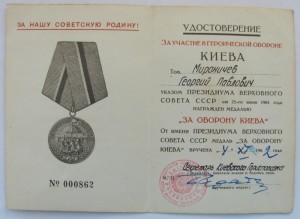 ЗА НАШУ СОВЕТСКУЮ РОДИНУ!
№ 000862
УДОСТОВЕРЕНИЕ
ЗА УЧАСТИЕ В ГЕРОИЧЕСКОЙ ОБОРОНЕ
КИЕВА
Тов. Мироничев
Георгий Павлович
УКАЗОМ ПРЕЗИДИУМА ВЕРХОВНОГО
СОВЕТА СССР от 21-го июня 1961 года
НАГРАЖДЕН МЕДАЛЬЮ
„ЗА ОБОРОНУ КИЕВА"
От имени ПРЕЗИДИУМА ВЕРХОВНОГО
СОВЕТА СССР МЕДАЛЬ „ЗА ОБОРОНУ
КИЕВА" ВРУЧЕНА
Секретарь Киевского